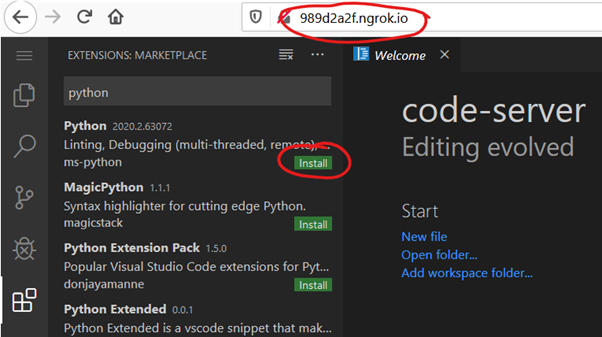 989d2a2f.ngrok.io
EXTENSIONS: MARKETPLACE
Welcome
python
Python 2020.2.63072
Linting, Debugging (multi-threaded, remote), ...
ms-python
Install
MagicPython 1.1.1
Syntax highlighter for cutting edge Python.
magicstack
Install
Python Extension Pack 1.5.0
Popular Visual Studio Code extensions for Pyt...
donjayamanne
Install
Python Extended 0.0.1
Python Extended is a vscode snippet that mak...
code-server
Editing evolved
Start
New file
Open folder...
Add workspace folder...